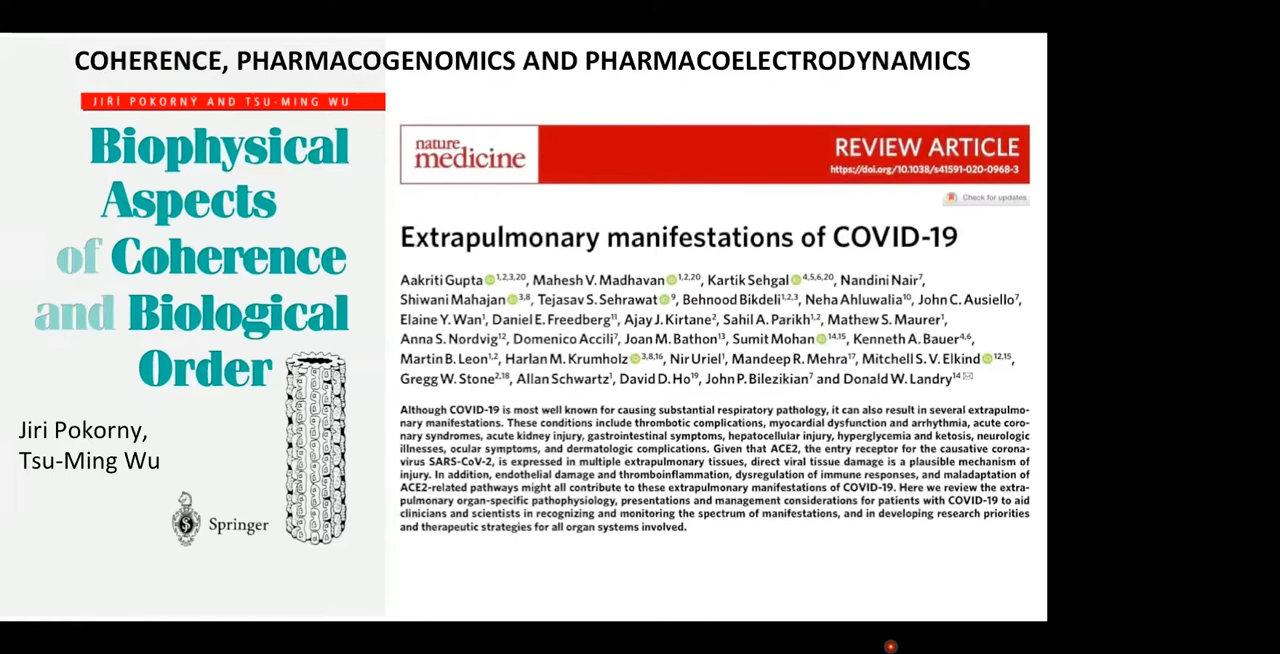 COHERENCE, PHARMACOGENOMICS AND PHARMACOELECTRODYNAMICS
JIŘÍ POKORNÝ AND TSU-MING WU
Biophysical
Aspects
of Coherence
and Biological
Order
Jiri Pokorny,
Tsu-Ming Wu
Springer
nature
medicine
REVIEW ARTICLE
https://doi.org/10.1038/s41591-020-0968-3
Check for updates
Extrapulmonary manifestations of COVID-19
Aakriti Gupta 1,2,3,20, Mahesh V. Madhavan 1,2,20, Kartik Sehgal 4,5,6,20, Nandini Nair7,
Shiwani Mahajan 3,8, Tejasav S. Sehrawat 9, Behnood Bikdeli1,2,3, Neha Ahluwalia10, John C. Ausiello7,
Elaine Y. Wan1, Daniel E. Freedberg11, Ajay J. Kirtane2, Sahil A. Parikh1,2, Mathew S. Maurer1,
Anna S. Nordvig12, Domenico Accili7, Joan M. Bathon13, Sumit Mohan 14,15, Kenneth A. Bauer4,6,
Martin B. Leon1,2, Harlan M. Krumholz 3,8,16, Nir Uriel1, Mandeep R. Mehra17, Mitchell S. V. Elkind 12,15,
Gregg W. Stone2,18, Allan Schwartz1, David D. Ho19, John P. Bilezikian7 and Donald W. Landry14
Although COVID-19 is most well known for causing substantial respiratory pathology, it can also result in several extrapulmo-
nary manifestations. These conditions include thrombotic complications, myocardial dysfunction and arrhythmia, acute coro-
nary syndromes, acute kidney injury, gastrointestinal symptoms, hepatocellular injury, hyperglycemia and ketosis, neurologic
illnesses, ocular symptoms, and dermatologic complications. Given that ACE2, the entry receptor for the causative corona-
virus SARS-CoV-2, is expressed in multiple extrapulmonary tissues, direct viral tissue damage is a plausible mechanism of
injury. In addition, endothelial damage and thromboinflammation, dysregulation of immune responses, and maladaptation of
ACE2-related pathways might all contribute to these extrapulmonary manifestations of COVID-19. Here we review the extra-
pulmonary organ-specific pathophysiology, presentations and management considerations for patients with COVID-19 to aid
clinicians and scientists in recognizing and monitoring the spectrum of manifestations, and in developing research priorities
and therapeutic strategies for all organ systems involved.